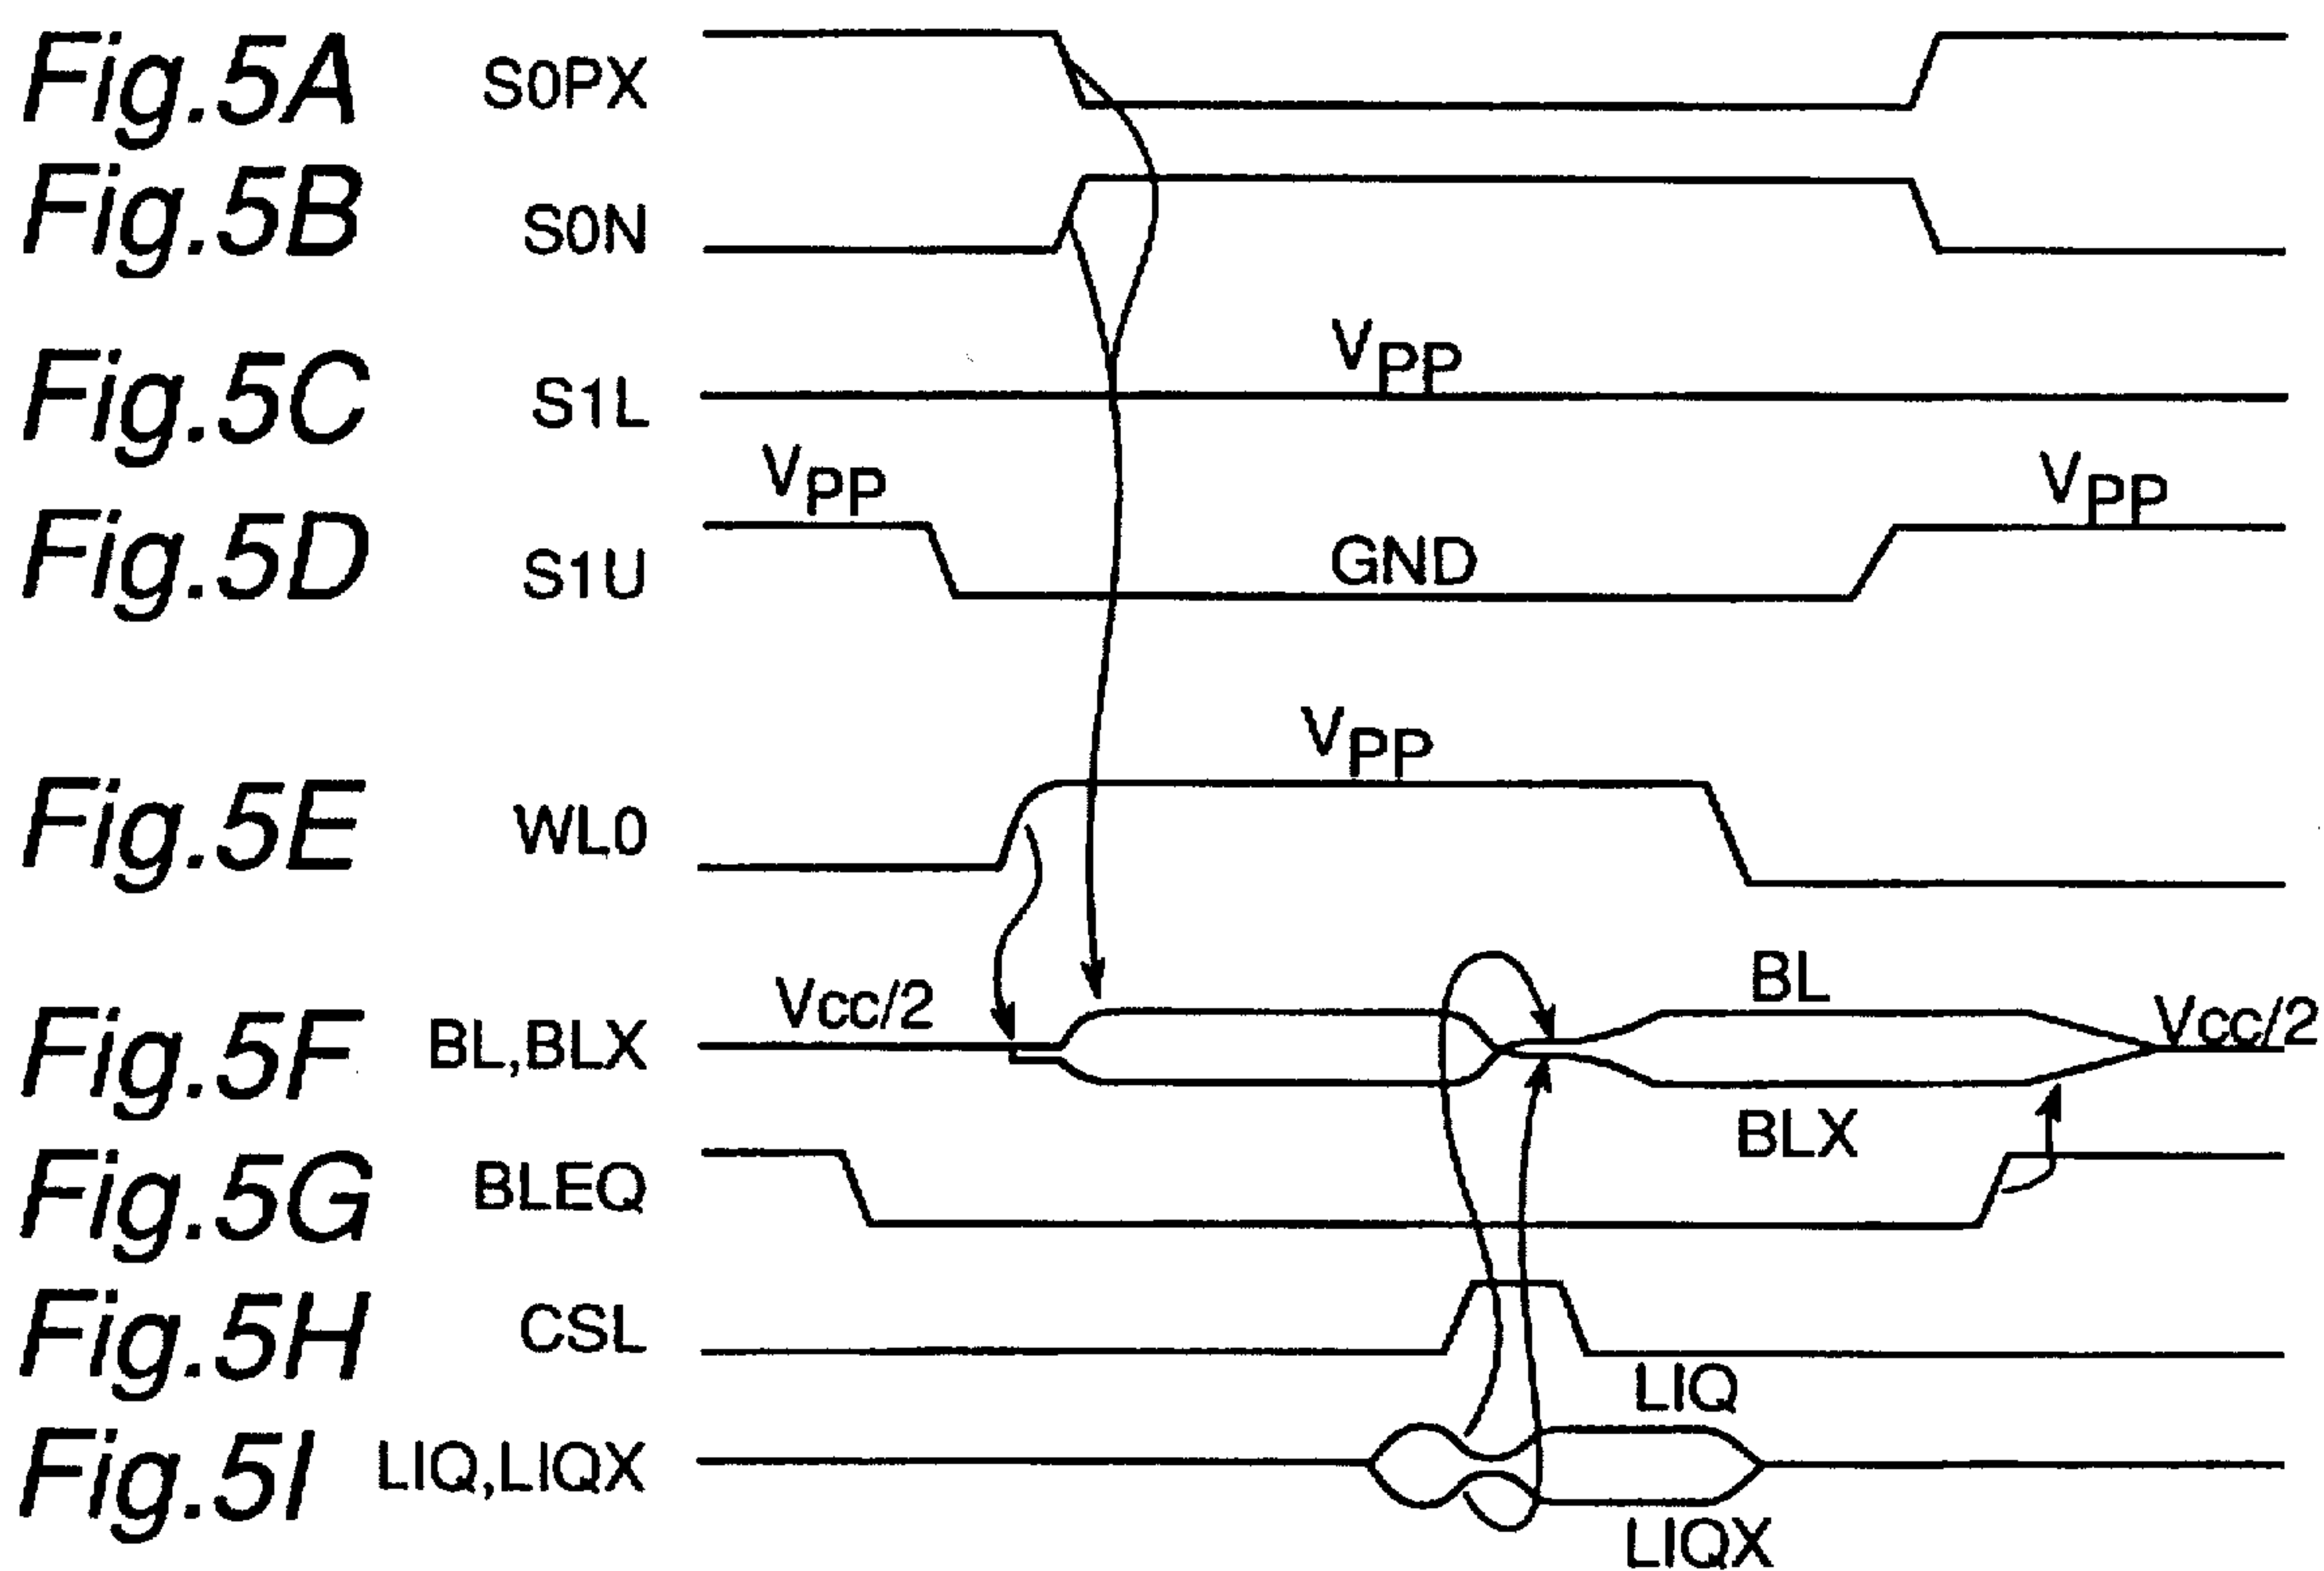 Fig.5A S0PX
Fig.5B S0N
Fig.5C S1L VPP
Fig.5D S1U VPP GND VPP
Fig.5E WL0 VPP
Fig.5F BL,BLX Vcc/2 BL BLX Vcc/2
Fig.5G BLEQ
Fig.5H CSL
Fig.5I LIQ,LIQX LIQ LIQX